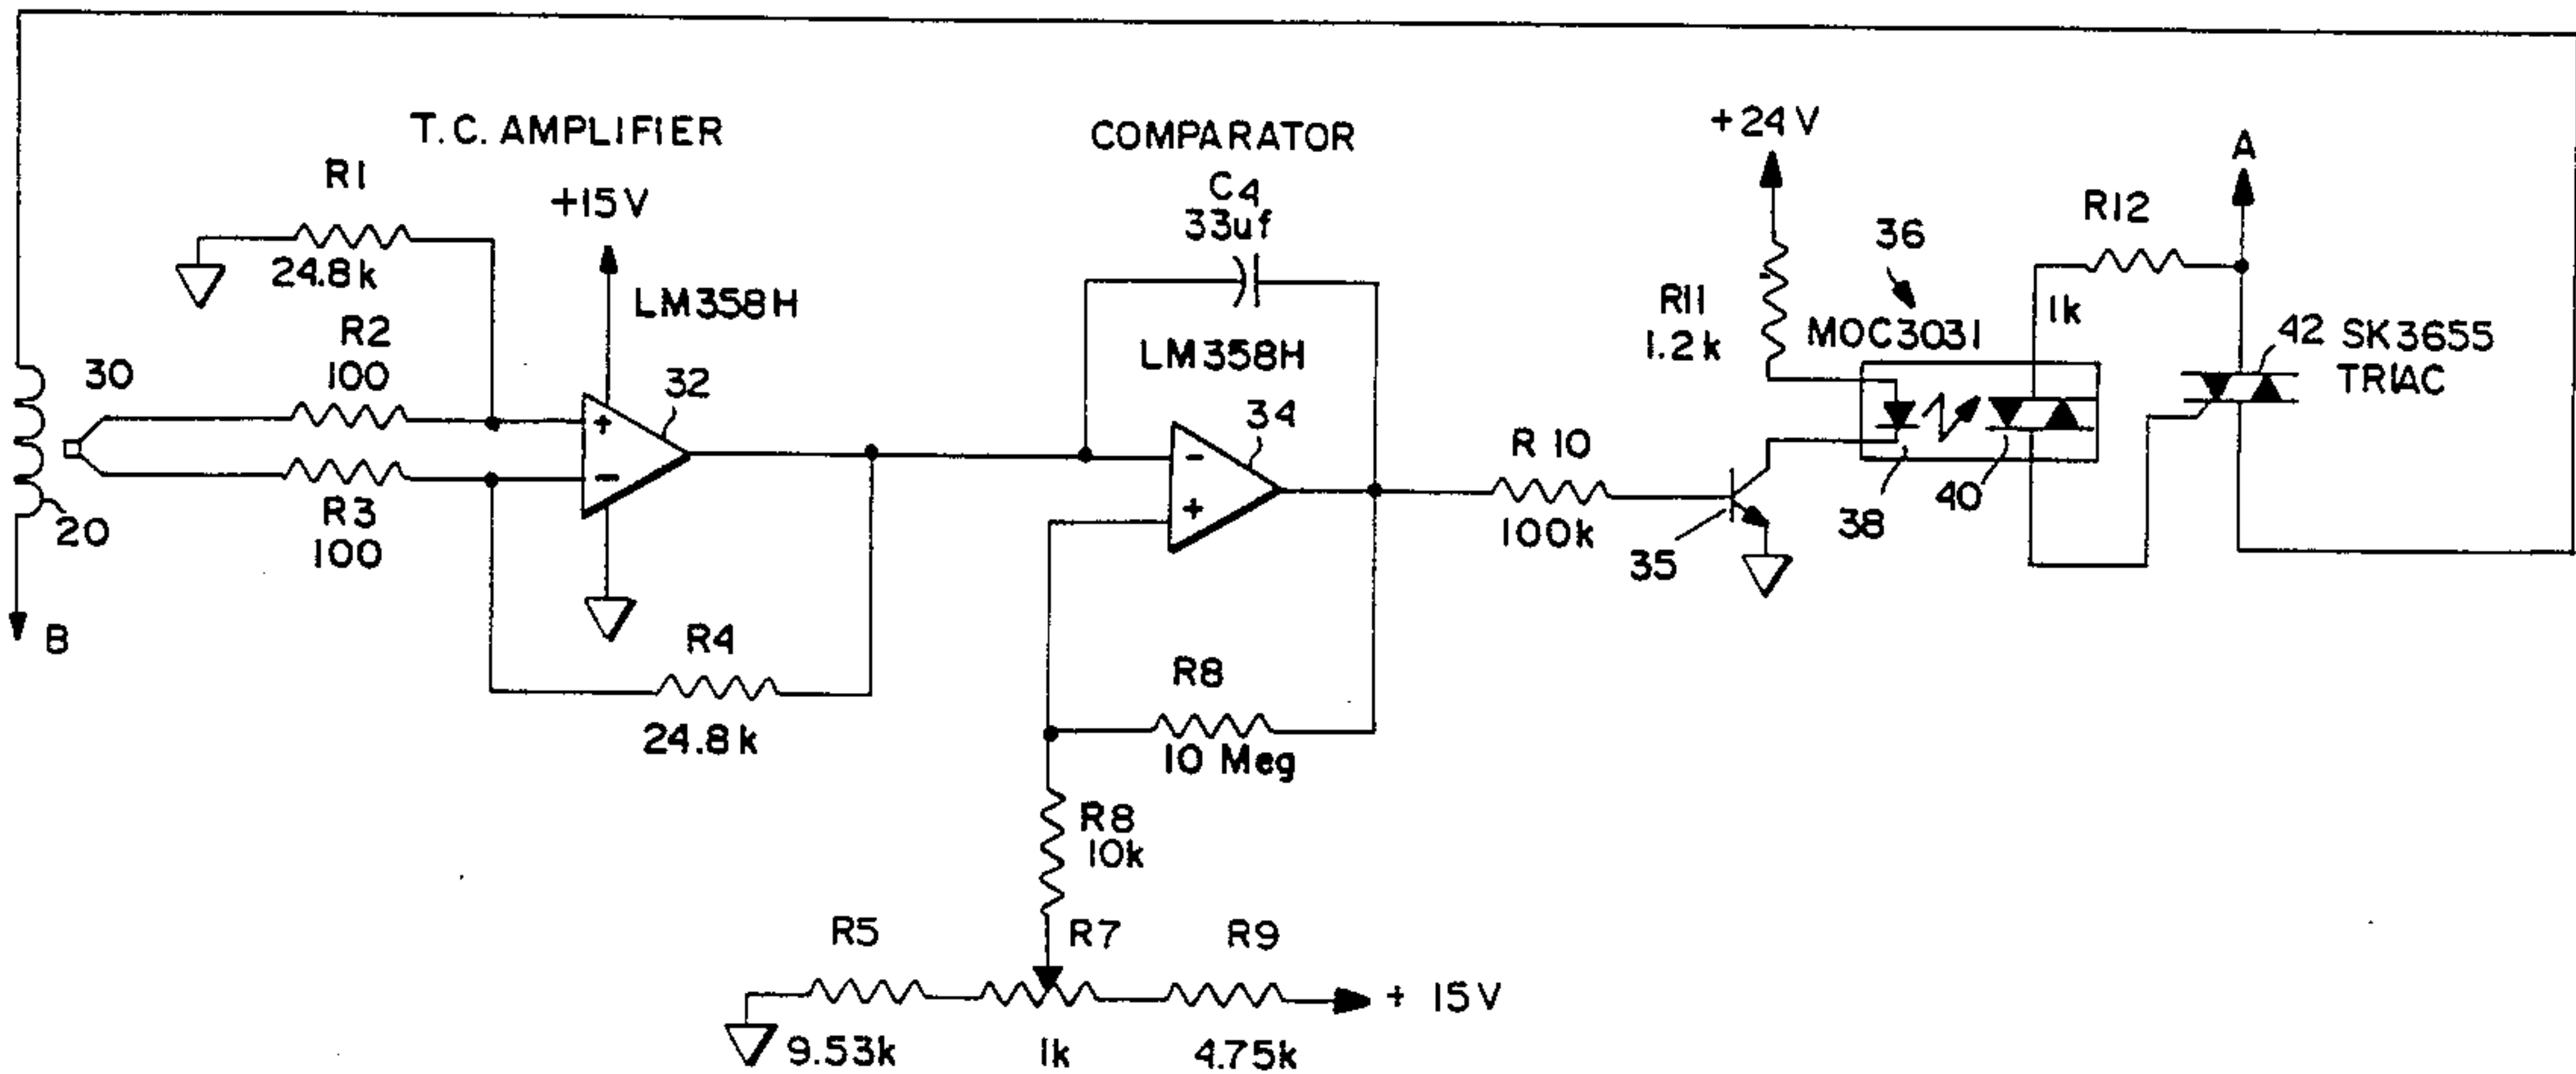 T.C. AMPLIFIER
COMPARATOR
+24V
A
R1
+15V
C4
33uf
R12
36
24.8k
LM358H
R11
1.2k
MOC3031
1k
42 SK3655
TRIAC
R2
100
30
32
LM358H
34
+
-
-
+
R3
100
20
R10
100k
35
38
40
B
R4
24.8k
R8
10 Meg
R8
10k
R5
R7
R9
+ 15V
9.53k
1k
4.75k